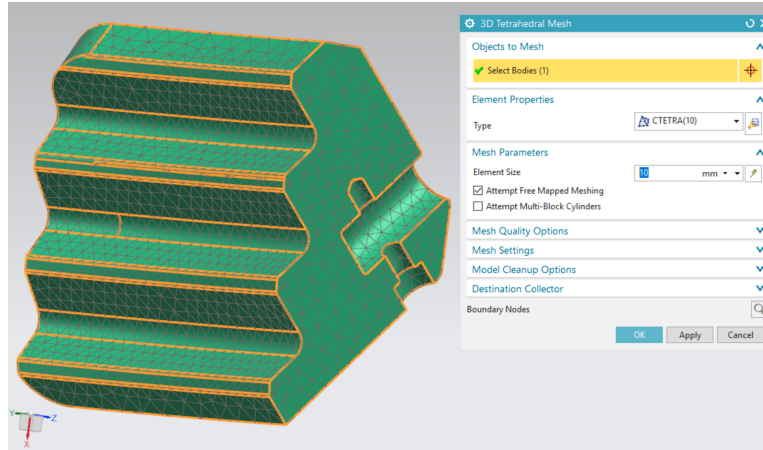 3D Tetrahedral Mesh
Objects to Mesh
Select Bodies (1)
Element Properties
Type
CTETRA(10)
Mesh Parameters
Element Size
10
mm
Attempt Free Mapped Meshing
Attempt Multi-Block Cylinders
Mesh Quality Options
Mesh Settings
Model Cleanup Options
Destination Collector
Boundary Nodes
OK
Apply
Cancel
Y
Z
X